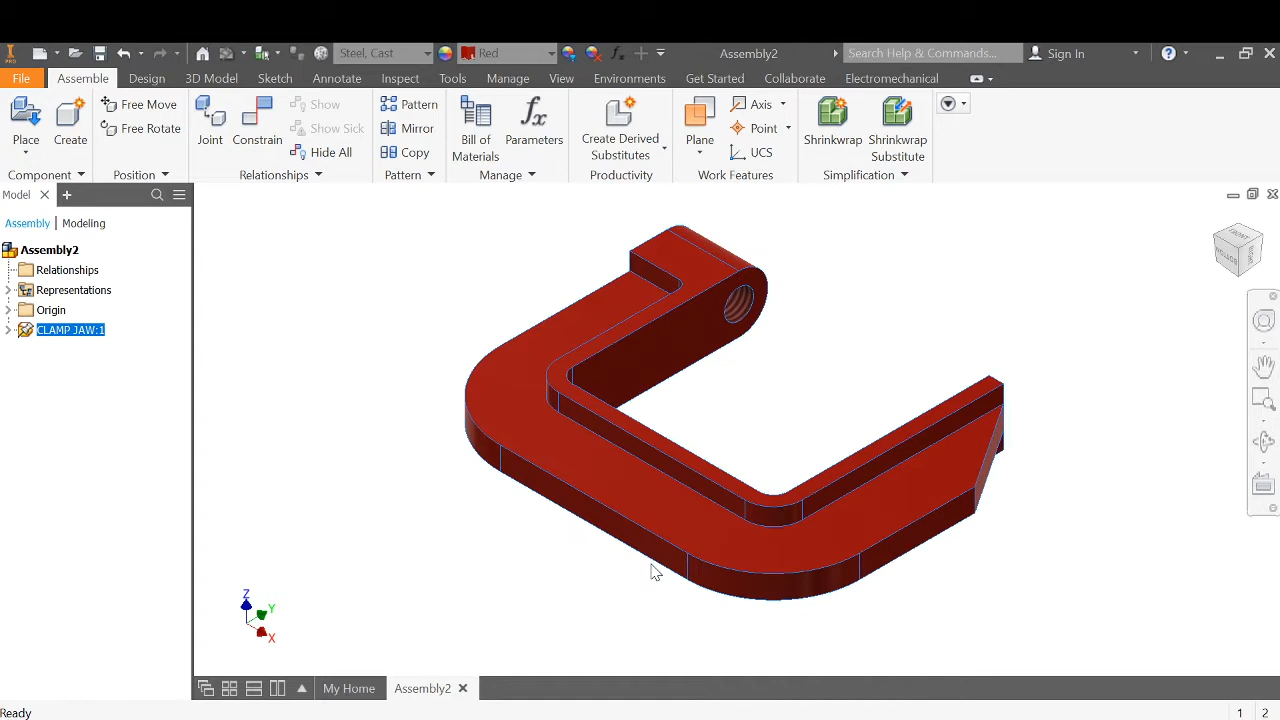 PRO
Steel, Cast
Red
Assembly2
Search Help & Commands...
Sign In
File
Assemble
Design
3D Model
Sketch
Annotate
Inspect
Tools
Manage
View
Environments
Get Started
Collaborate
Electromechanical
Place
Create
Free Move
Free Rotate
Joint
Constrain
Show
Show Sick
Hide All
Pattern
Mirror
Copy
Bill of
Materials
Parameters
Create Derived
Substitutes
Plane
Axis
Point
UCS
Shrinkwrap
Shrinkwrap
Substitute
Component
Position
Relationships
Pattern
Manage
Productivity
Work Features
Simplification
Model
Assembly
Modeling
Assembly2
Relationships
Representations
Origin
CLAMP JAW:1
FRONT
BOTTOM
Z
Y
X
My Home
Assembly2
Ready
1
2